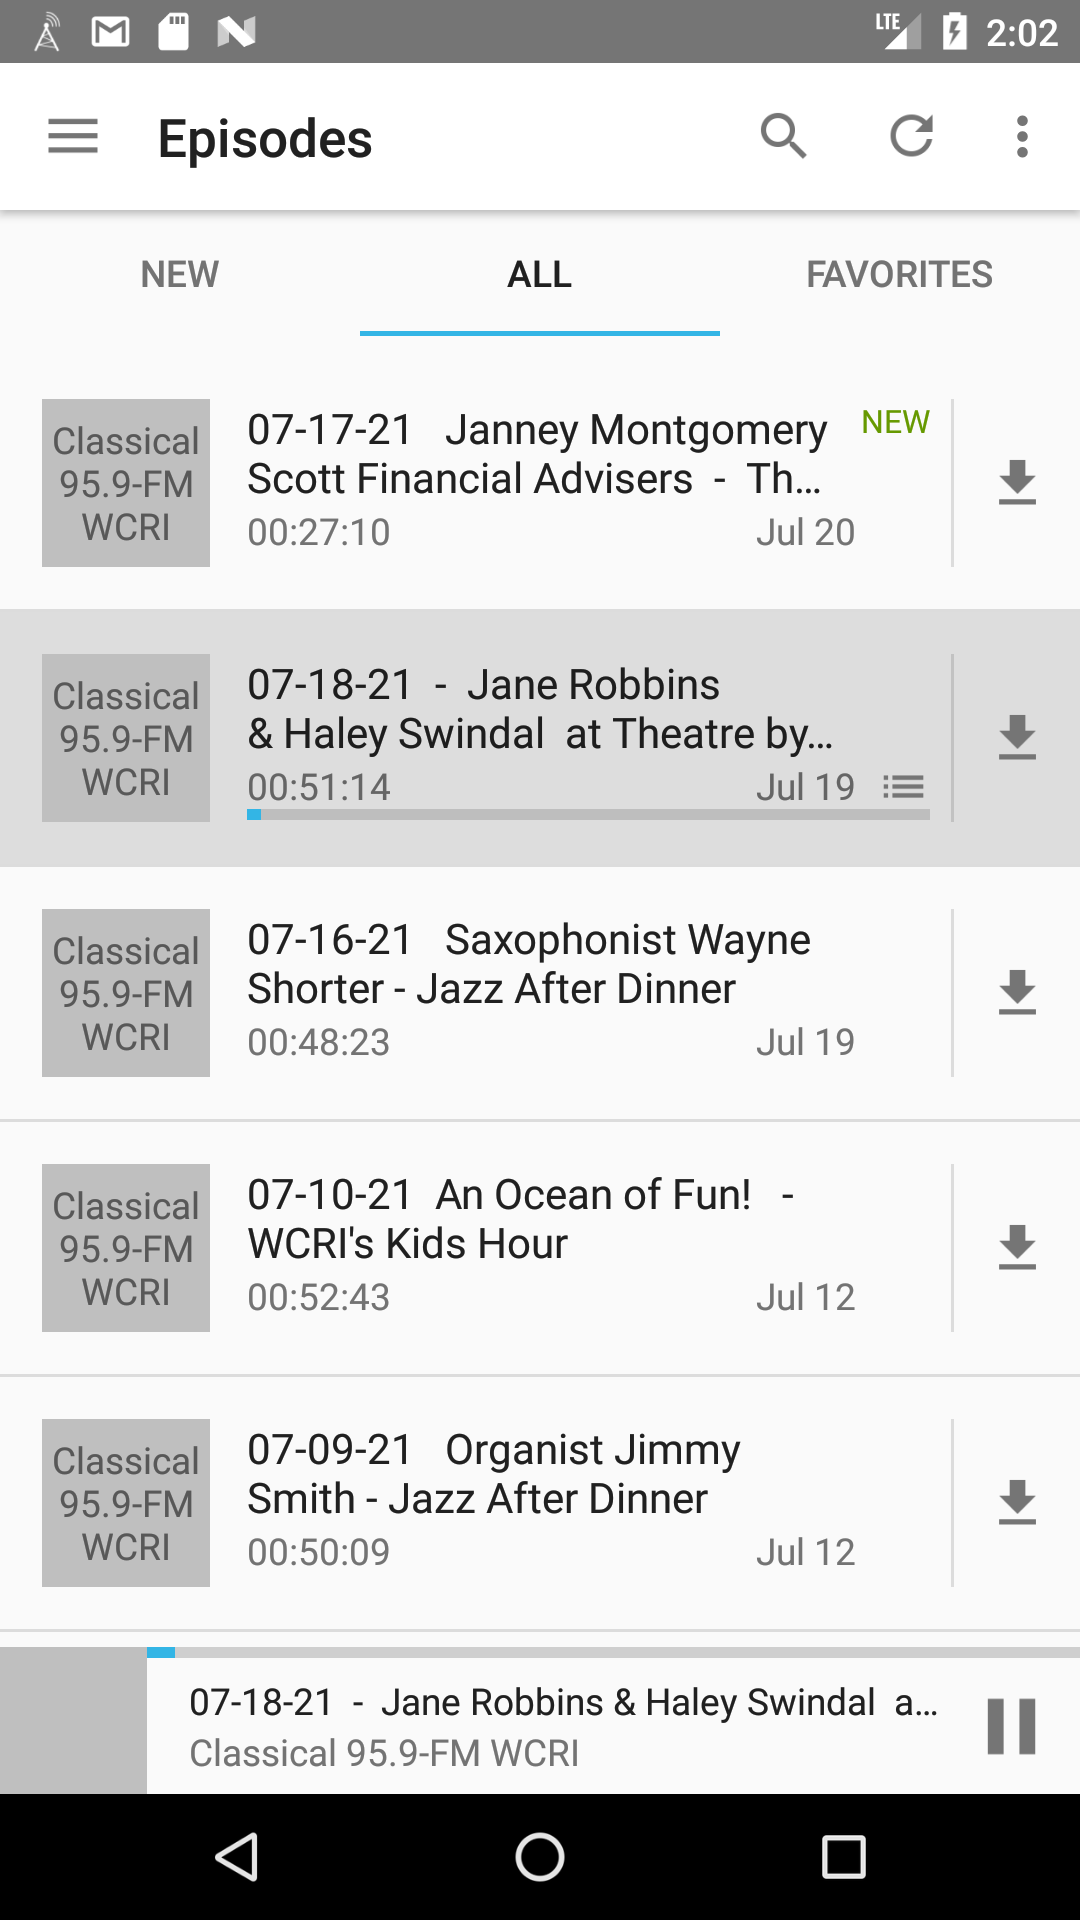 LTE 2:02
Episodes
NEW ALL FAVORITES
Classical
95.9-FM
WCRI
07-17-21 Janney Montgomery NEW
Scott Financial Advisers - Th...
00:27:10 Jul 20
Classical
95.9-FM
WCRI
07-18-21 - Jane Robbins
& Haley Swindal at Theatre by...
00:51:14 Jul 19
Classical
95.9-FM
WCRI
07-16-21 Saxophonist Wayne
Shorter - Jazz After Dinner
00:48:23 Jul 19
Classical
95.9-FM
WCRI
07-10-21 An Ocean of Fun! -
WCRI's Kids Hour
00:52:43 Jul 12
Classical
95.9-FM
WCRI
07-09-21 Organist Jimmy
Smith - Jazz After Dinner
00:50:09 Jul 12
07-18-21 - Jane Robbins & Haley Swindal a...
Classical 95.9-FM WCRI